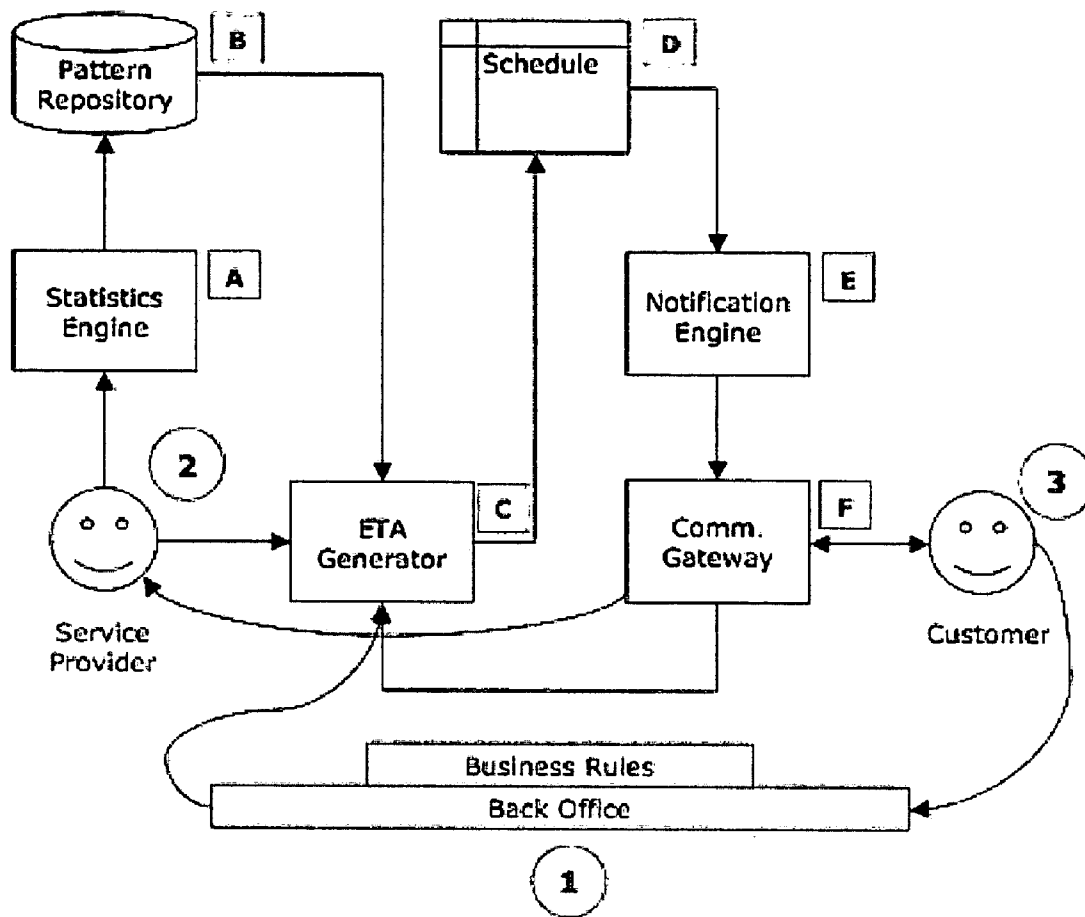 B
Pattern
Repository
D
Schedule
A
Statistics
Engine
E
Notification
Engine
2
C
ETA
Generator
F
Comm.
Gateway
3
Service
Provider
Customer
Business Rules
Back Office
1